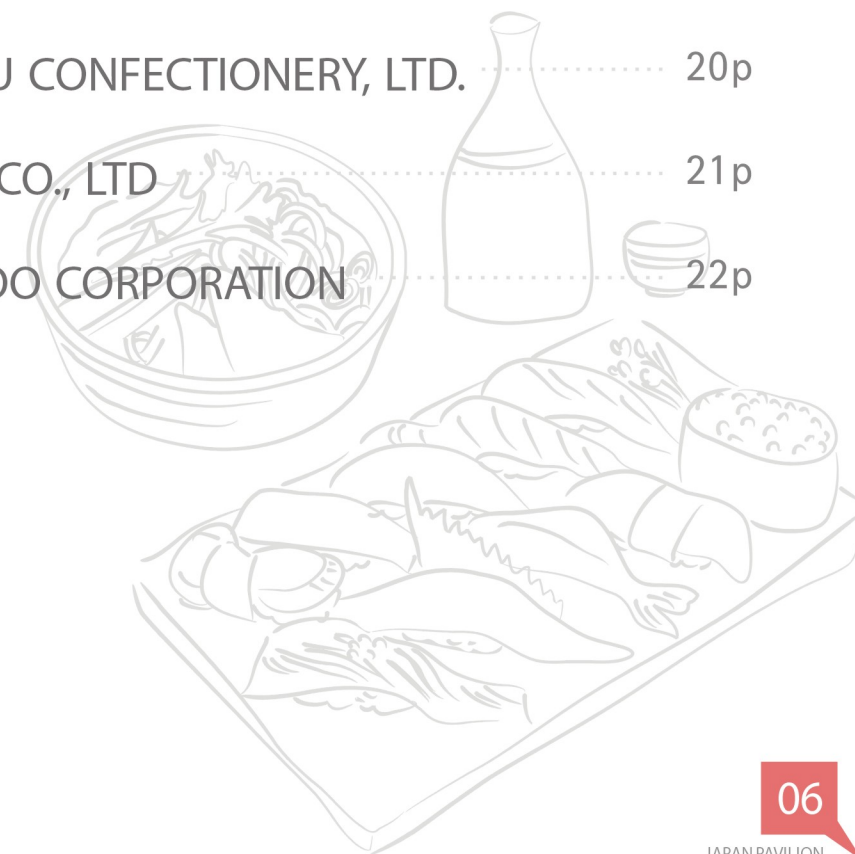 U CONFECTIONERY, LTD. 20p
CO., LTD 21p
DO CORPORATION 22p
06
JAPAN PAVILION